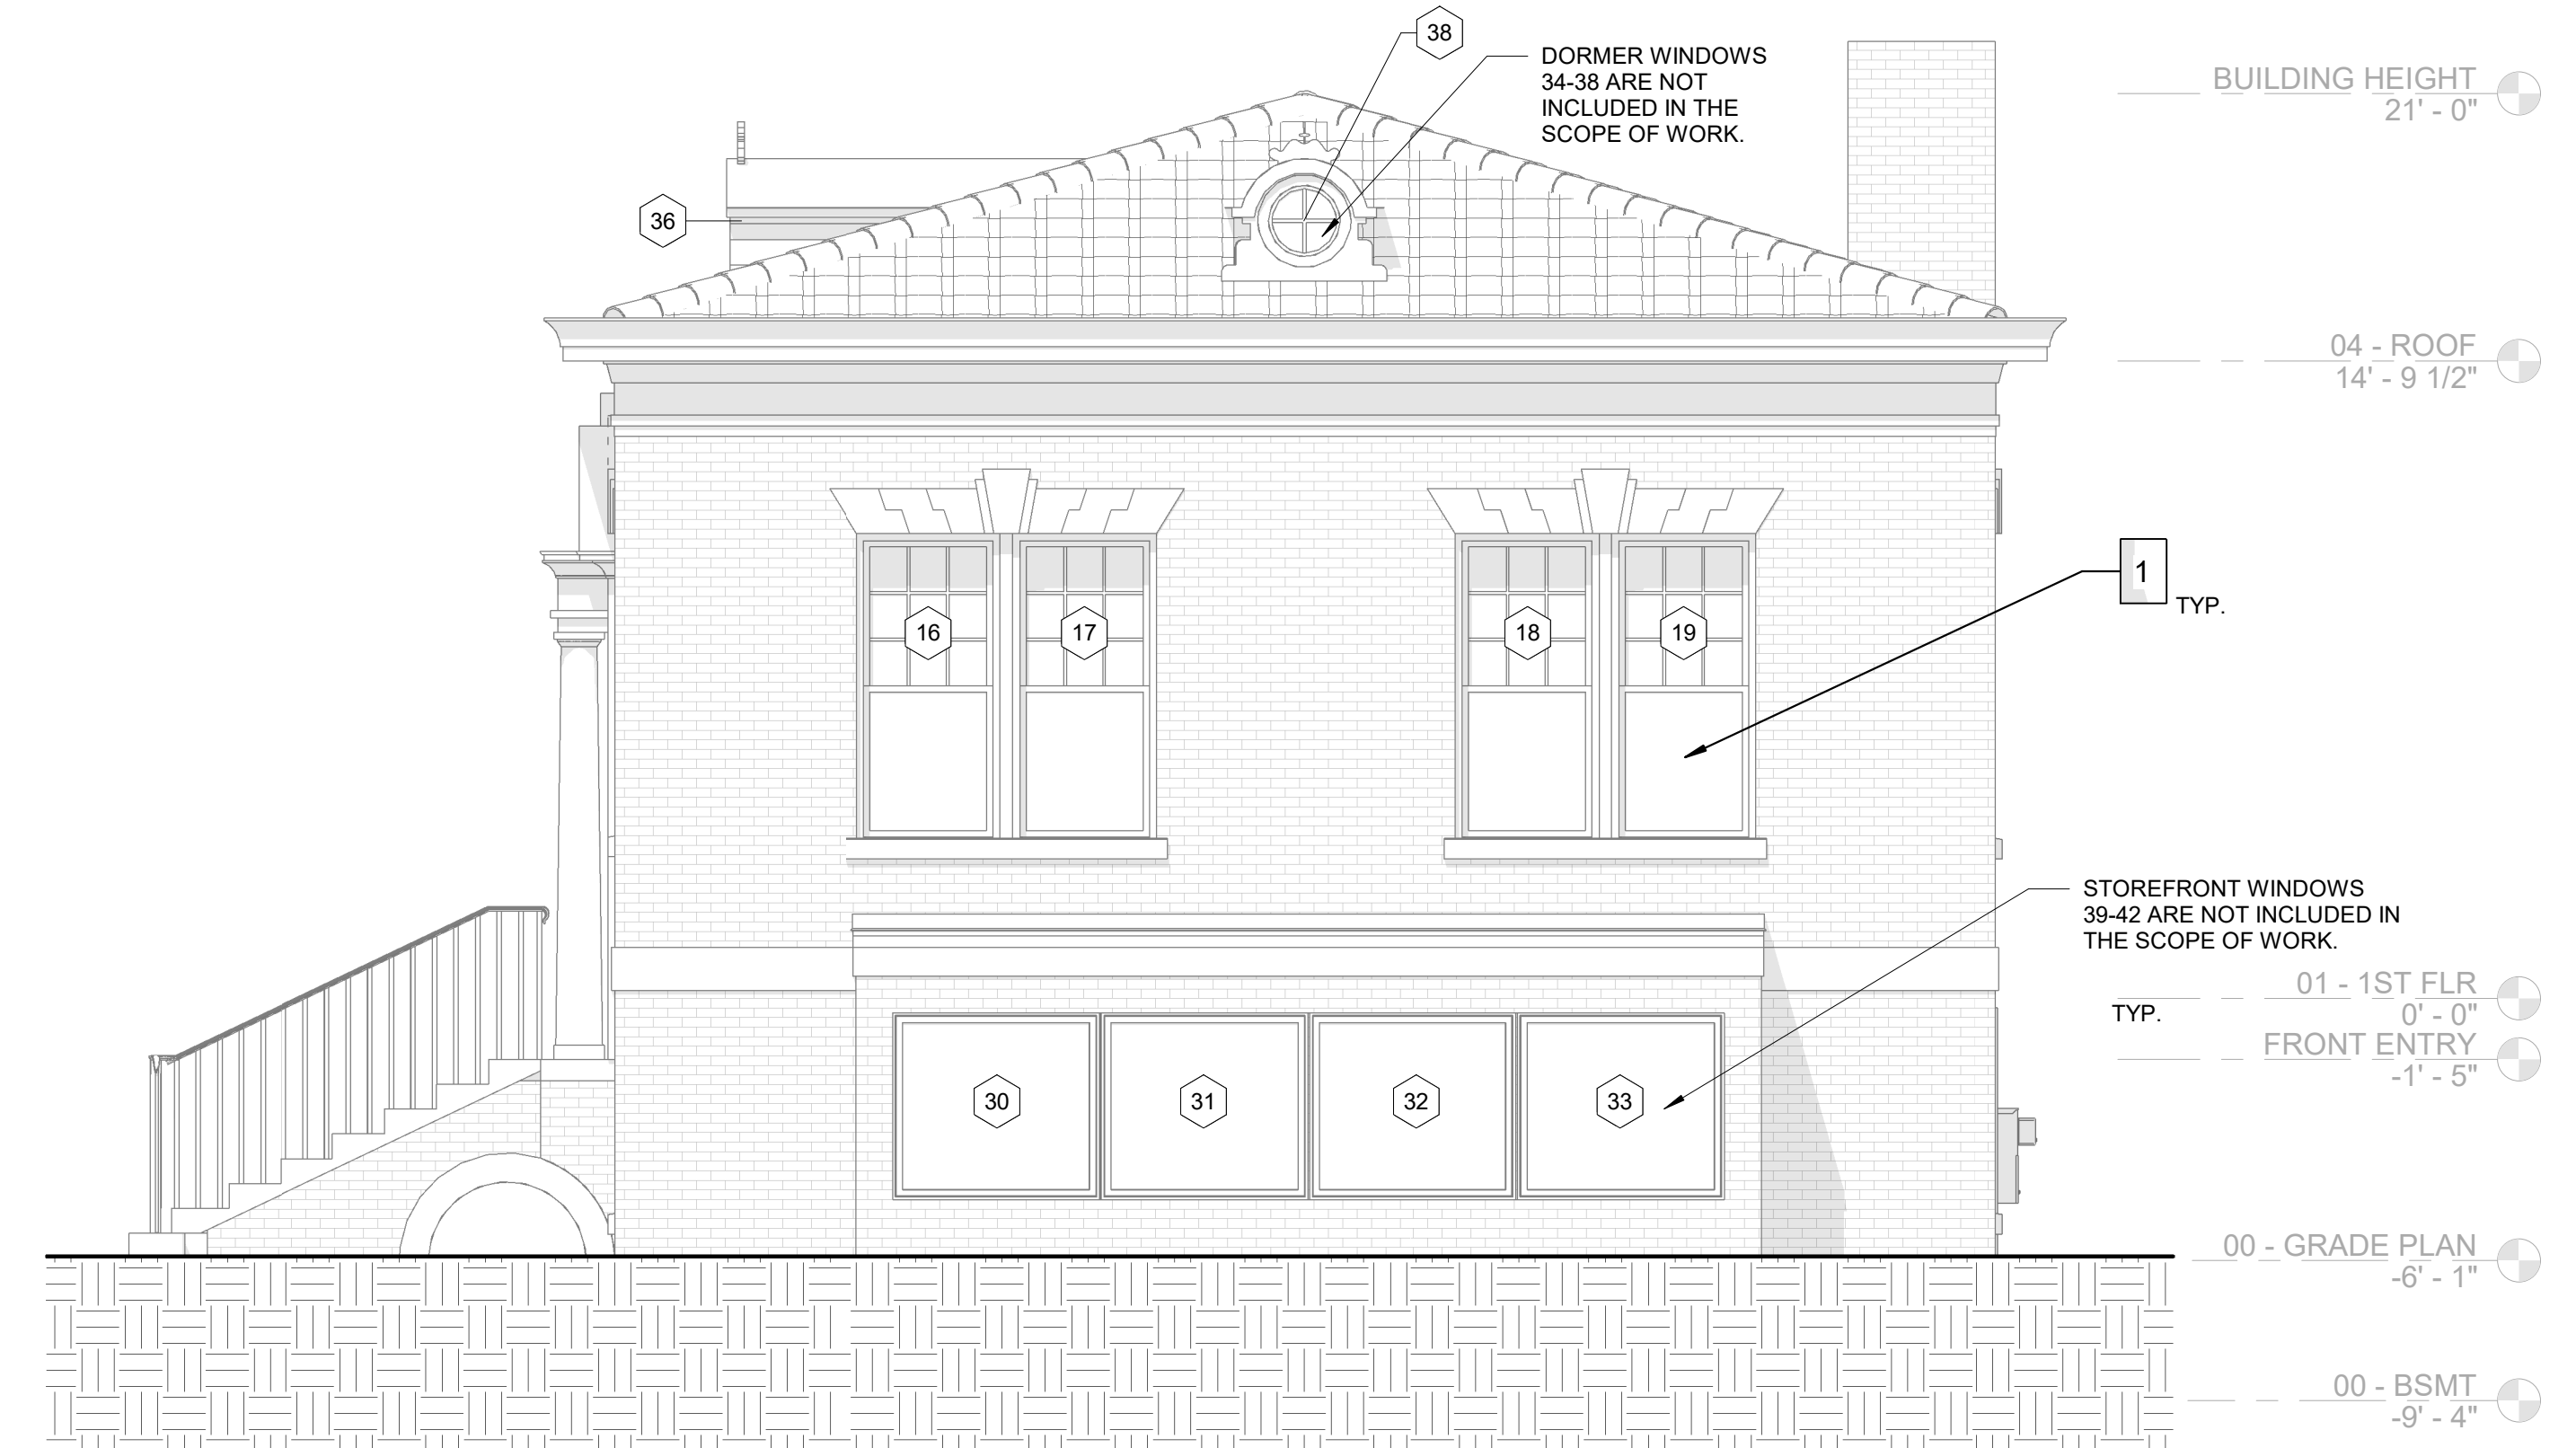 38
DORMER WINDOWS
34-38 ARE NOT
INCLUDED IN THE
SCOPE OF WORK.
BUILDING HEIGHT
21' - 0"
36
04 - ROOF
14' - 9 1/2"
1
TYP.
16
17
18
19
STOREFRONT WINDOWS
39-42 ARE NOT INCLUDED IN
THE SCOPE OF WORK.
01 - 1ST FLR
0' - 0"
TYP.
FRONT ENTRY
-1' - 5"
30
31
32
33
00 - GRADE PLAN
-6' - 1"
00 - BSMT
-9' - 4"